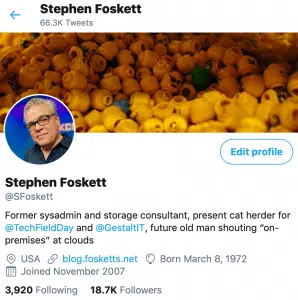 Stephen Foskett
66.3K Tweets
Edit profile
Stephen Foskett
@SFoskett
Former sysadmin and storage consultant, present cat herder for
@TechFieldDay and @GestaltIT, future old man shouting “on-
premises” at clouds
USA blog.fosketts.net Born March 8, 1972
Joined November 2007
3,920 Following 18.7K Followers